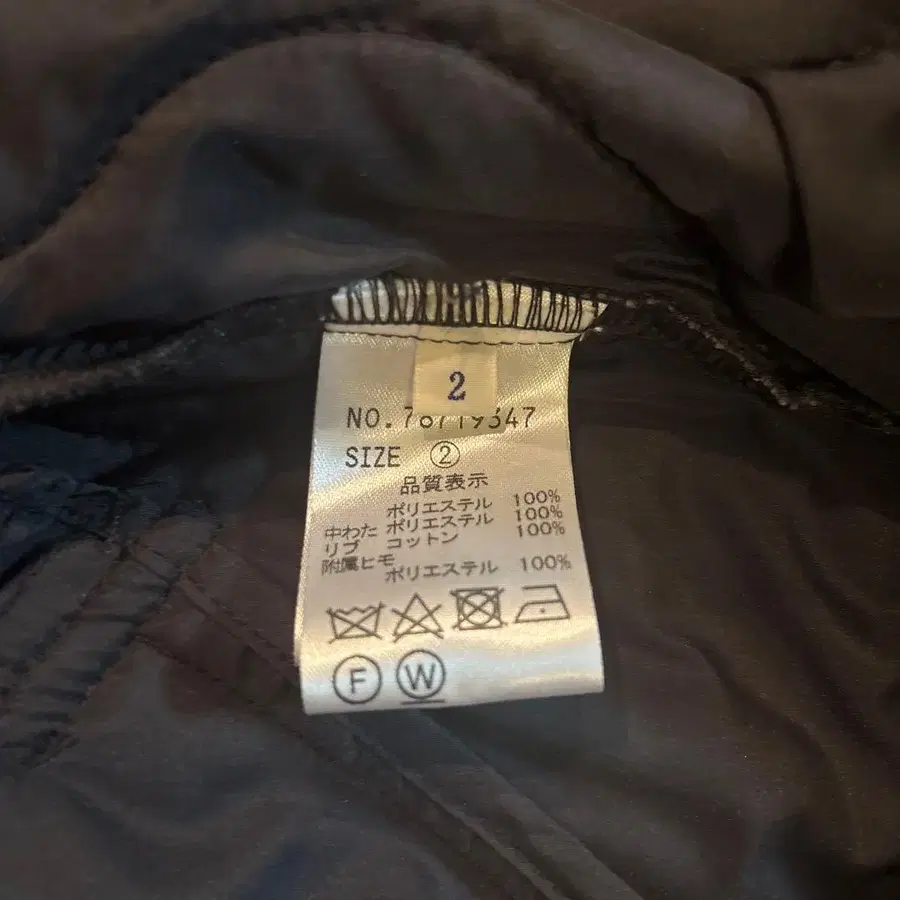 2
NO.78719347
SIZE ②
品質表示
ポリエステル 100%
中わた ポリエステル 100%
リブ コットン 100%
附属ヒモ
ポリエステル 100%
F W